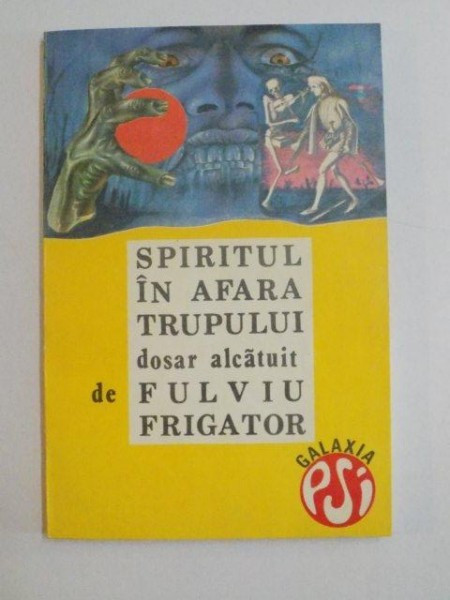 SPIRITUL
ÎN AFARA
TRUPULUI
dosar alcătuit
de FULVIU
FRIGATOR
GALAXIA
PSi